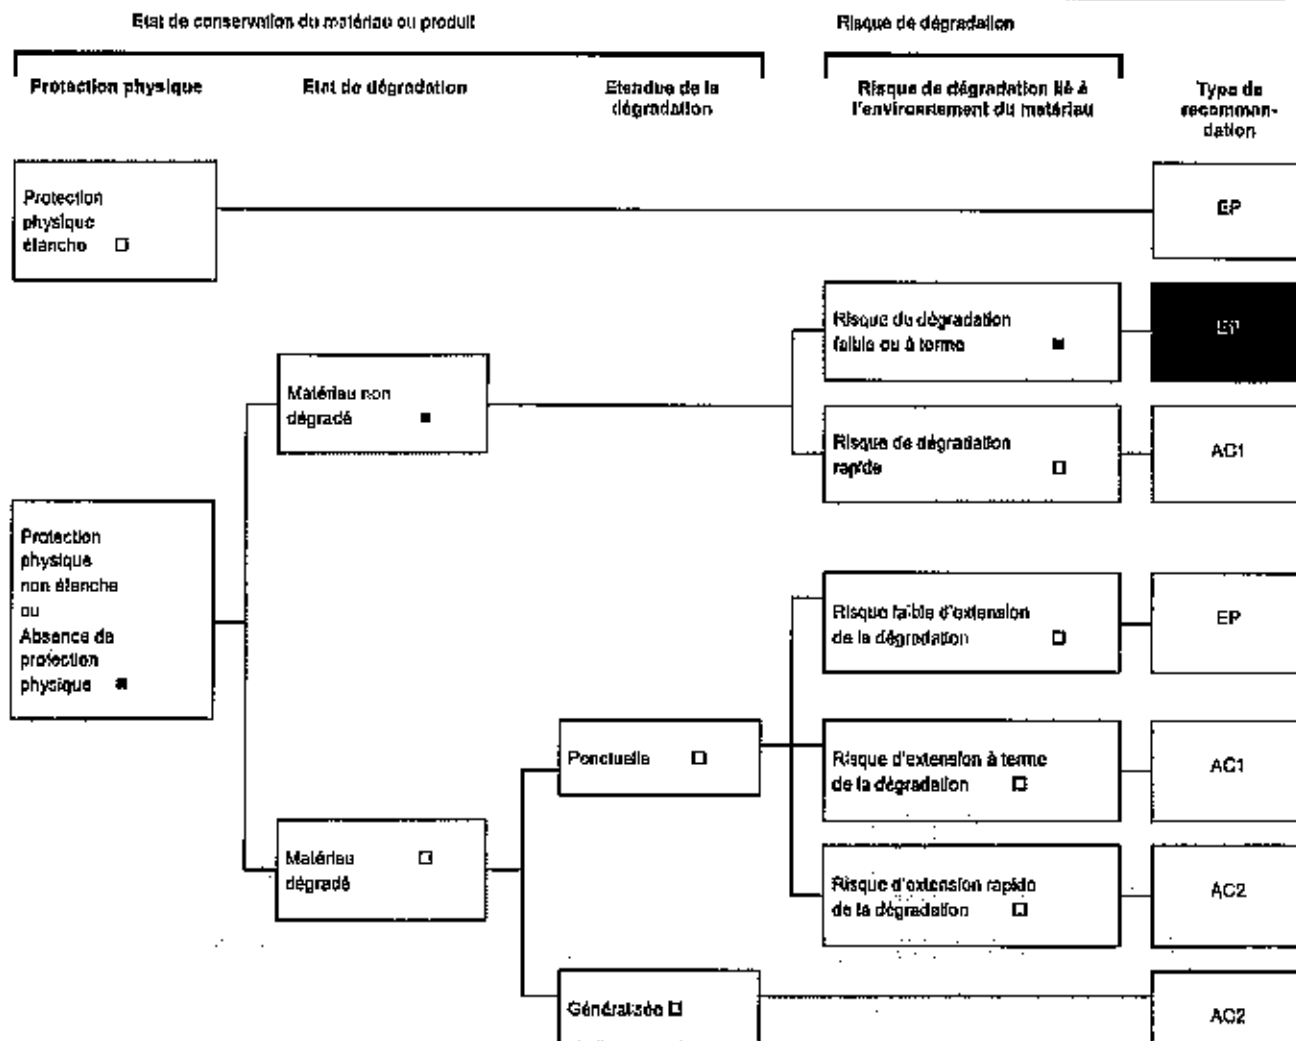 Etat de conservation du matériau ou produit
Risque de dégradation
Protection physique
Etat de dégradation
Etendue de la
dégradation
Risque de dégradation lié à
l'environnement du matériau
Type de
recomman-
dation
Protection
physique
étanche □
EP
Risque de dégradation
faible ou à terme ■
EP
Matériau non
dégradé ■
Risque de dégradation
rapide □
AC1
Protection
physique
non étanche
ou
Absence de
protection
physique ■
Risque faible d'extension
de la dégradation □
EP
Ponctuelle □
Risque d'extension à terme
de la dégradation □
AC1
Matériau □
dégradé
Risque d'extension rapide
de la dégradation □
AC2
Généralisée □
AC2